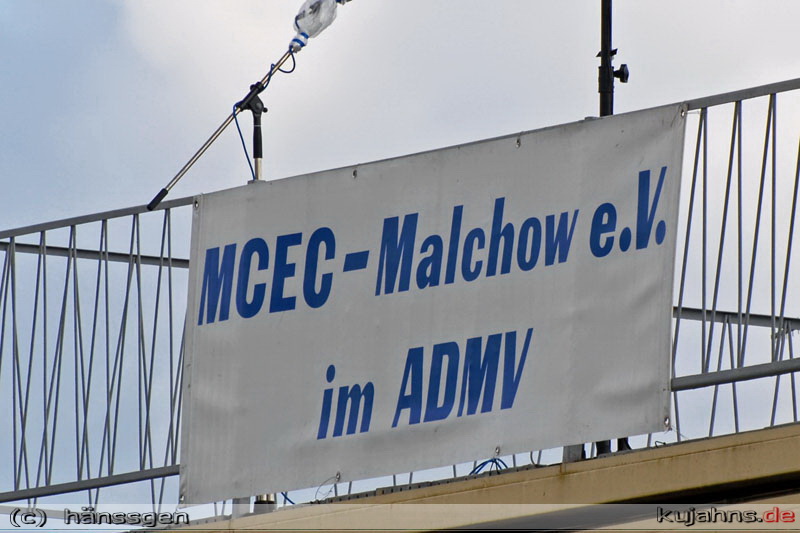 MCEC-Malchow e.V.
im ADMV
(c) hänssgen
kujahns.de